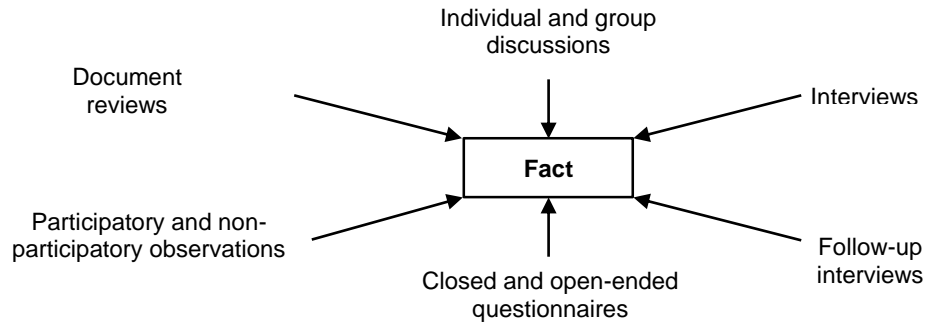 Individual and group
discussions
Document
reviews
Interviews
Fact
Participatory and non-
participatory observations
Follow-up
interviews
Closed and open-ended
questionnaires